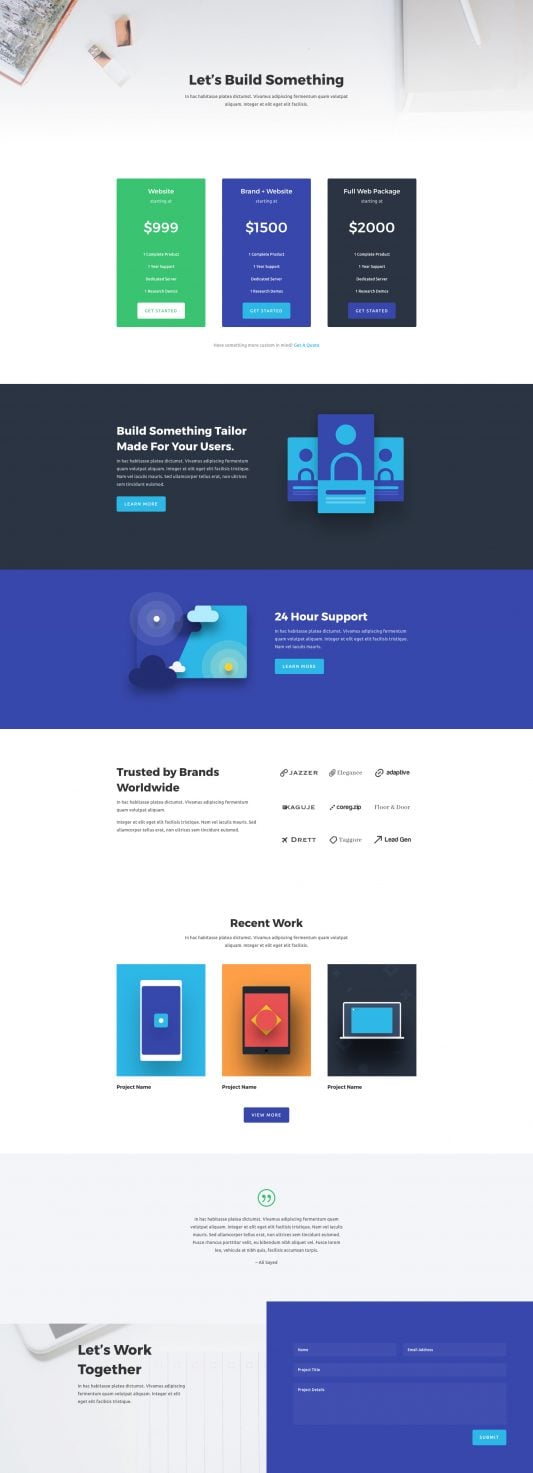 Let's Build Something
In hac habitasse platea dictumst. Vivamus adipiscing fermentum quam volutpat
aliquam. Integer et elit eget elit facilisis.
Website
starting at
$999
1 Complete Product
1 Year Support
Dedicated Server
1 Research Demos
GET STARTED
Brand + Website
starting at
$1500
1 Complete Product
1 Year Support
Dedicated Server
1 Research Demos
GET STARTED
Full Web Package
starting at
$2000
1 Complete Product
1 Year Support
Dedicated Server
1 Research Demos
GET STARTED
Have something more custom in mind? Get A Quote
Build Something Tailor
Made For Your Users.
In hac habitasse platea dictumst. Vivamus adipiscing fermentum
quam volutpat aliquam. Integer et elit eget elit facilisis tristique.
Nam vel iaculis mauris. Sed ullamcorper tellus erat, non ultrices
sem tincidunt euismod.
LEARN MORE
24 Hour Support
In hac habitasse platea dictumst. Vivamus adipiscing fermentum
quam volutpat aliquam. Integer et elit eget elit facilisis tristique.
Nam vel iaculis mauris.
LEARN MORE
Trusted by Brands
Worldwide
In hac habitasse platea dictumst. Vivamus adipiscing fermentum
quam volutpat aliquam.
Integer et elit eget elit facilisis tristique. Nam vel iaculis mauris. Sed
ullamcorper tellus erat, non ultrices sem tincidunt euismod.
JAZZER
Elegance
adaptive
KAGUJE
coreg.zip
Floor & Door
DRETT
Taggure
Lead Gen
Recent Work
In hac habitasse platea dictumst. Vivamus adipiscing fermentum quam volutpat
aliquam. Integer et elit eget elit facilisis.
Project Name
Project Name
Project Name
VIEW MORE
In hac habitasse platea dictumst. Vivamus adipiscing fermentum quam
volutpat aliquam. Integer et elit eget elit facilisis tristique. Nam vel iaculis
mauris. Sed ullamcorper tellus erat, non ultrices sem tincidunt euismod.
Fusce rhoncus porttitor velit, eu bibendum nibh aliquet vel. Fusce lorem
leo, vehicula at nibh quis, facilisis accumsan turpis.
– Ali Sayed
Let's Work
Together
In hac habitasse platea dictumst. Vivamus adipiscing
fermentum quam volutpat aliquam. Integer et elit
eget elit facilisis tristique.
Name
Email Address
Project Title
Project Details
SUBMIT